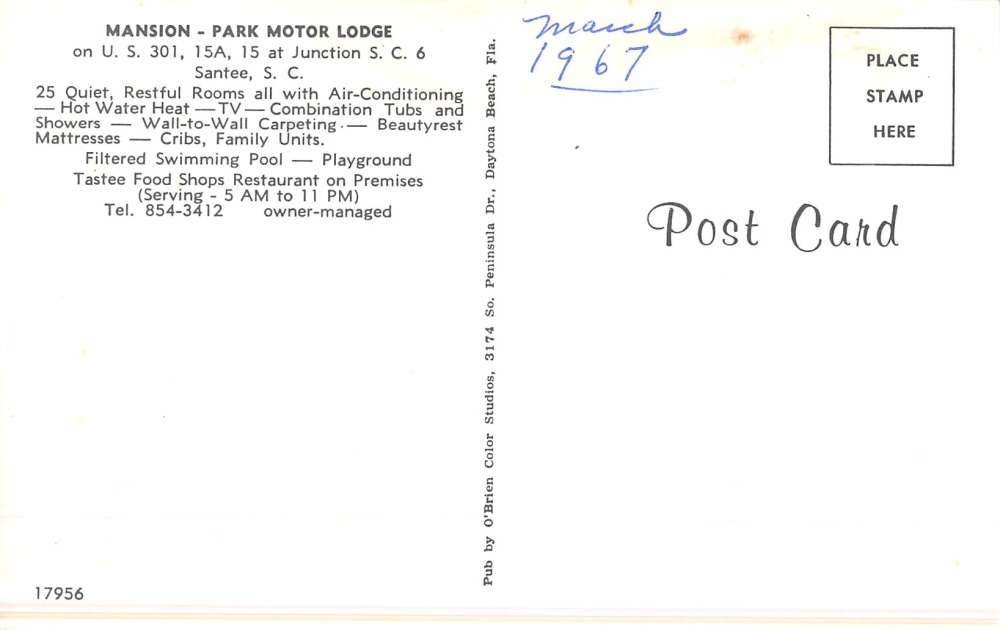 MANSION - PARK MOTOR LODGE
on U. S. 301, 15A, 15 at Junction S. C. 6
Santee, S. C.
25 Quiet, Restful Rooms all with Air-Conditioning
— Hot Water Heat — TV — Combination Tubs and
Showers — Wall-to-Wall Carpeting — Beautyrest
Mattresses — Cribs, Family Units.
Filtered Swimming Pool — Playground
Tastee Food Shops Restaurant on Premises
(Serving - 5 AM to 11 PM)
Tel. 854-3412 owner-managed
17956
Pub by O'Brien Color Studios, 3174 So. Peninsula Dr., Daytona Beach, Fla.
March
1967
PLACE
STAMP
HERE
Post Card